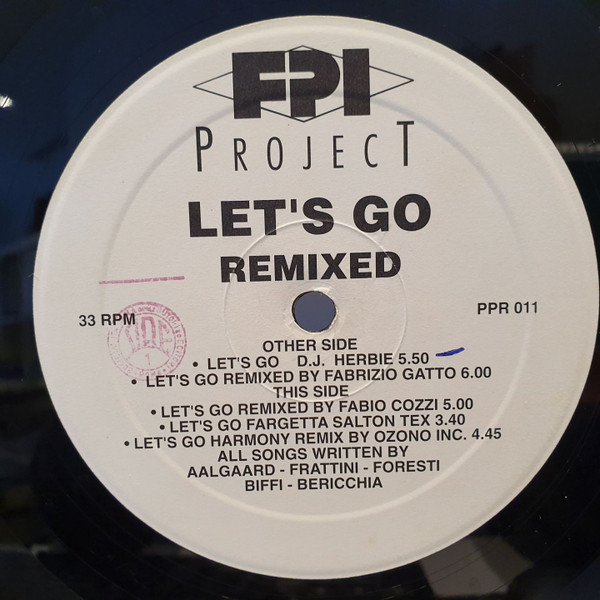 FPI
PROJECT
LET'S GO
REMIXED
33 RPM
PPR 011
OTHER SIDE
• LET'S GO D.J. HERBIE 5.50
• LET'S GO REMIXED BY FABRIZIO GATTO 6.00
THIS SIDE
• LET'S GO REMIXED BY FABIO COZZI 5.00
• LET'S GO FARGETTA SALTON TEX 3.40
• LET'S GO HARMONY REMIX BY OZONO INC. 4.45
ALL SONGS WRITTEN BY
AALGAARD - FRATTINI - FORESTI
BIFFI - BERICCHIA